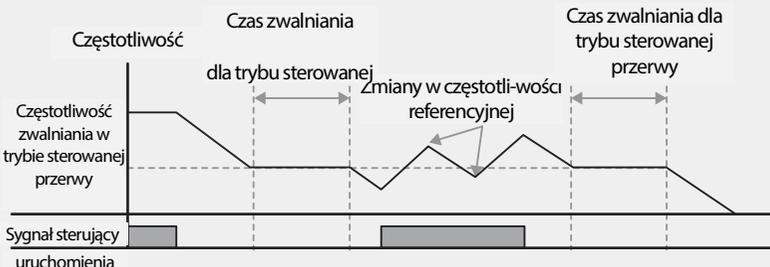 Częstotliwość
Czas zwalniania
dla trybu sterowanej
Czas zwalniania dla
trybu sterowanej
przerwy
Zmiany w częstotli-wości
referencyjnej
Częstotliwość
zwalniania w
trybie sterowanej
przerwy
Sygnał sterujący
uruchomienia